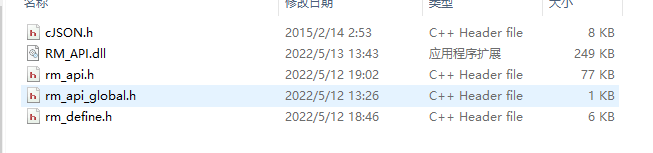 名称 修改日期 类型 大小
cJSON.h 2015/2/14 2:53 C++ Header file 8 KB
RM_API.dll 2022/5/13 13:43 应用程序扩展 249 KB
rm_api.h 2022/5/12 19:02 C++ Header file 77 KB
rm_api_global.h 2022/5/12 13:26 C++ Header file 1 KB
rm_define.h 2022/5/12 18:46 C++ Header file 6 KB